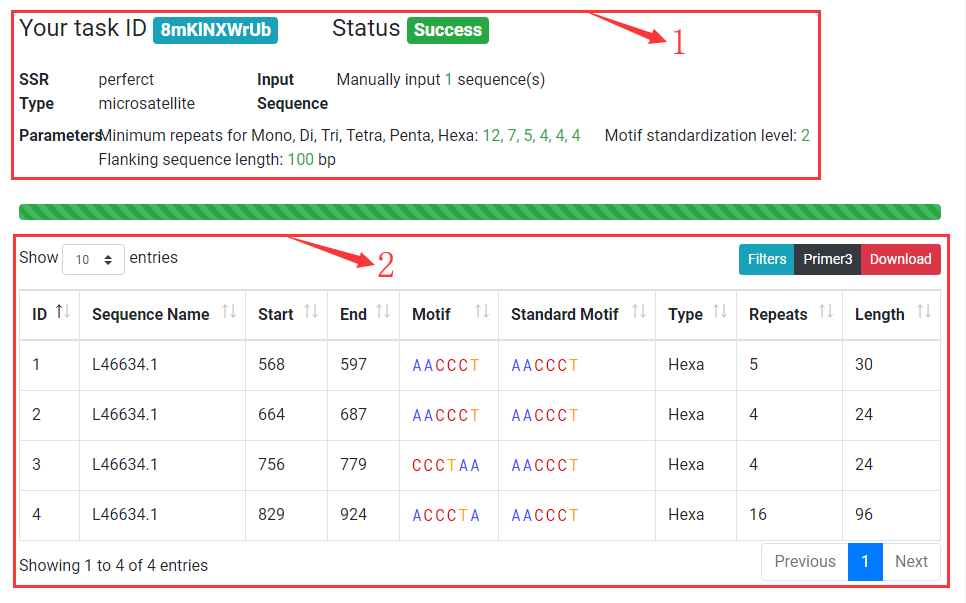 Your task ID 8mKlNXWrUb Status Success
1
SSR perferct Input Manually input 1 sequence(s)
Type microsatellite Sequence
Parameters Minimum repeats for Mono, Di, Tri, Tetra, Penta, Hexa: 12, 7, 5, 4, 4, 4 Motif standardization level: 2
Flanking sequence length: 100 bp
Show 10 entries
2
Filters Primer3 Download
ID Sequence Name Start End Motif Standard Motif Type Repeats Length
1 L46634.1 568 597 AACCCT AACCCT Hexa 5 30
2 L46634.1 664 687 AACCCT AACCCT Hexa 4 24
3 L46634.1 756 779 CCCTAA AACCCT Hexa 4 24
4 L46634.1 829 924 ACCCTA AACCCT Hexa 16 96
Showing 1 to 4 of 4 entries
Previous 1 Next